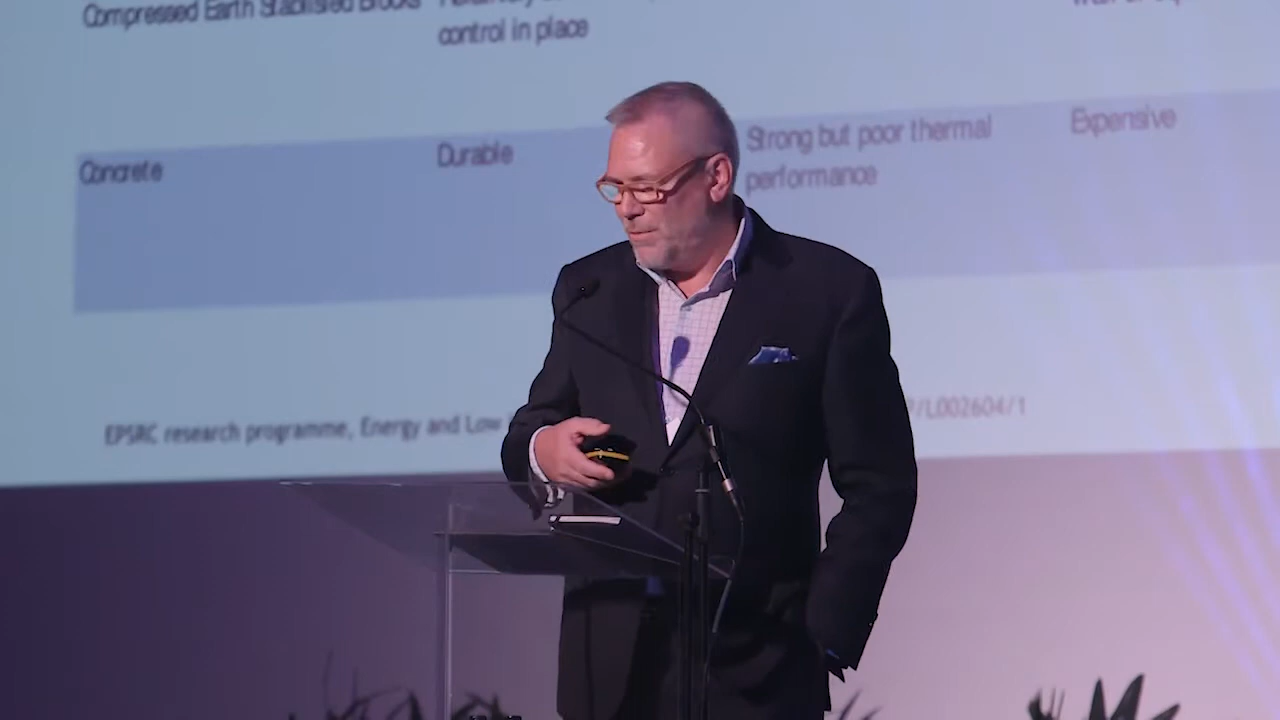 Compressed Earth Stabilised Blocks
control in place
Concrete
Durable
Strong but poor thermal
performance
Expensive
EPSRC research programme, Energy and Low
/L002604/1